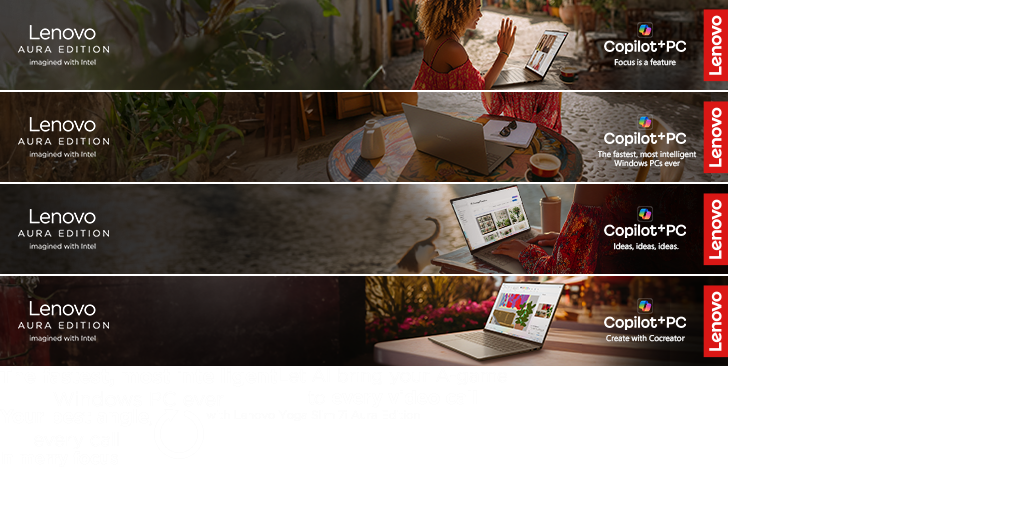 Lenovo
AURA EDITION
imagined with Intel
Copilot+PC
Focus is a feature
Lenovo
Lenovo
AURA EDITION
imagined with Intel
Copilot+PC
The fastest, most intelligent
Windows PCs ever
Lenovo
Lenovo
AURA EDITION
imagined with Intel
Copilot+PC
Ideas, ideas, ideas.
Lenovo
Lenovo
AURA EDITION
imagined with Intel
Copilot+PC
Create with Cocreator
Lenovo